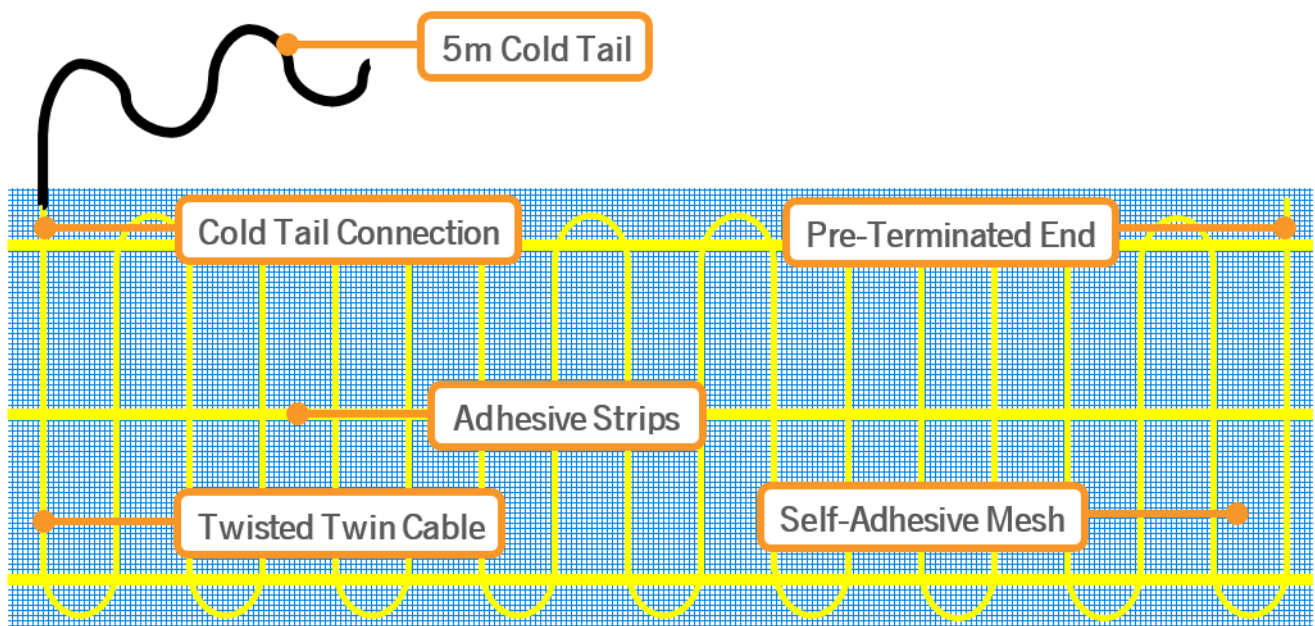 5m Cold Tail
Cold Tail Connection
Pre-Terminated End
Adhesive Strips
Self-Adhesive Mesh
Twisted Twin Cable